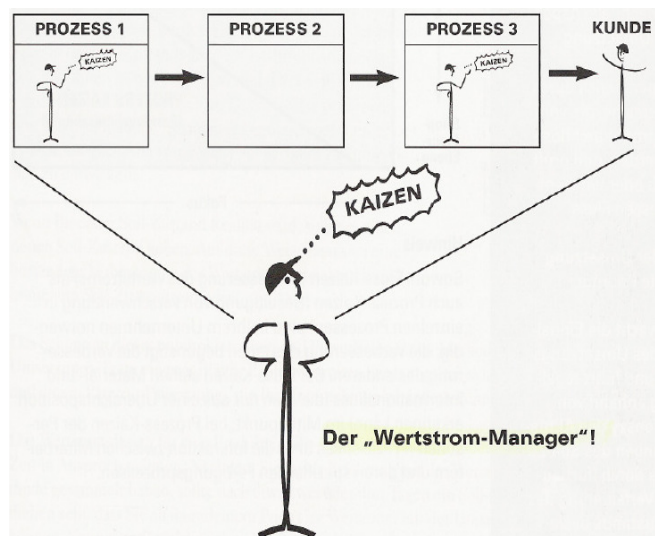 PROZESS 1
PROZESS 2
PROZESS 3
KUNDE
KAIZEN
KAIZEN
KAIZEN
Der „Wertstrom-Manager“!